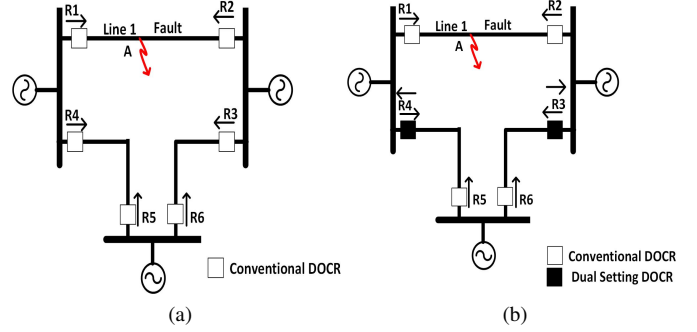 R1
Line 1
Fault
R2
A
R4
R3
R5
R6
Conventional DOCR
(a)
R1
Line 1
Fault
R2
A
R4
R3
R5
R6
Conventional DOCR
Dual Setting DOCR
(b)